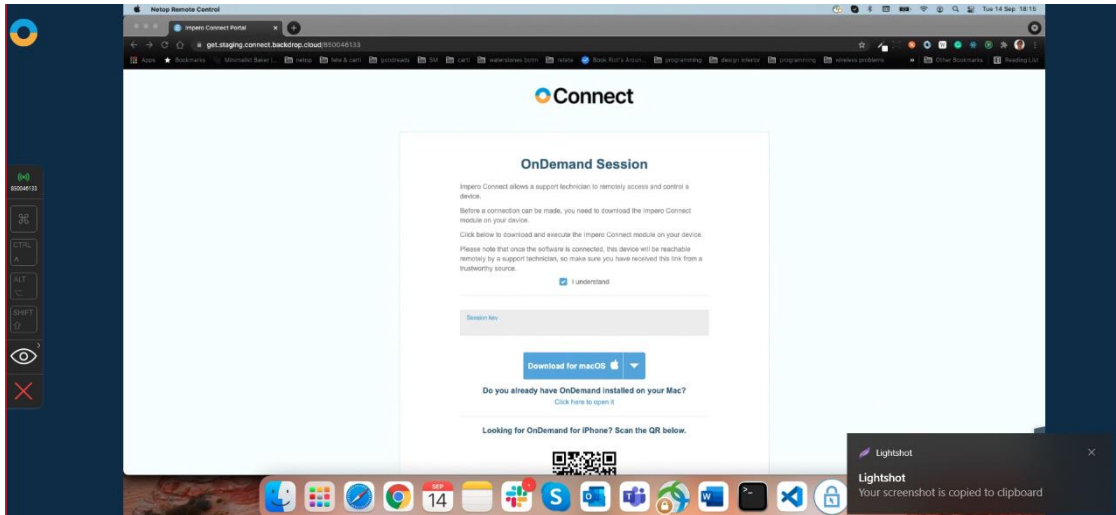 Netop Remote Control
Tue 14 Sep 18:15
Impero Connect Portal
get.staging.connect.backdrop.cloud/850046133
Apps
Bookmarks
Minimalist Baker |...
netop
fete & carti
goodreads
SM
carti
retete
programming
design interior
programming
wireless problems
Other Bookmarks
Reading List
Connect
OnDemand Session
Impero Connect allows a support technician to remotely access and control a
device.
Before a connection can be made, you need to download the Impero Connect
module on your device.
Click below to download and execute the Impero Connect module on your device.
Please note that once the software is connected, this device will be reachable
remotely by a support technician, so make sure you have received this link from a
trustworthy source.
I understand
Session key
Download for macOS
Do you already have OnDemand installed on your Mac?
Click here to open it
Looking for OnDemand for iPhone? Scan the QR below.
850046133
CTRL
ALT
SHIFT
SEP
14
Lightshot
Lightshot
Your screenshot is copied to clipboard